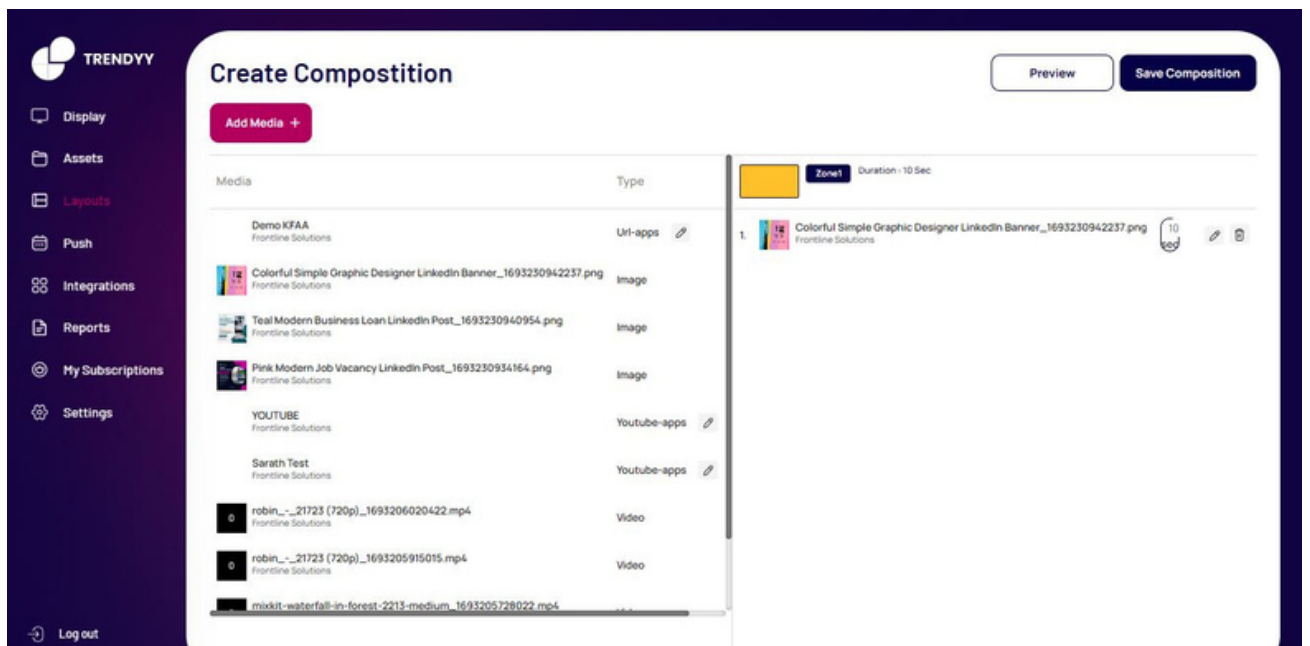 TRENDYY
Display
Assets
Layouts
Push
Integrations
Reports
My Subscriptions
Settings
Log out
Create Compostition
Preview
Save Composition
Add Media +
Media
Type
Demo KFAA
Frontline Solutions
Url-apps
Colorful Simple Graphic Designer LinkedIn Banner_1693230942237.png
Frontline Solutions
Image
Teal Modern Business Loan LinkedIn Post_1693230940954.png
Frontline Solutions
Image
Pink Modern Job Vacancy LinkedIn Post_1693230934164.png
Frontline Solutions
Image
YOUTUBE
Frontline Solutions
Youtube-apps
Sarath Test
Frontline Solutions
Youtube-apps
0
robin_-_21723 (720p)_1693206020422.mp4
Frontline Solutions
Video
0
robin_-_21723 (720p)_1693205915015.mp4
Frontline Solutions
Video
mixkit-waterfall-in-forest-2213-medium_1693205728022.mp4
Zone1
Duration - 10 Sec
1.
Colorful Simple Graphic Designer LinkedIn Banner_1693230942237.png
Frontline Solutions
10
sec